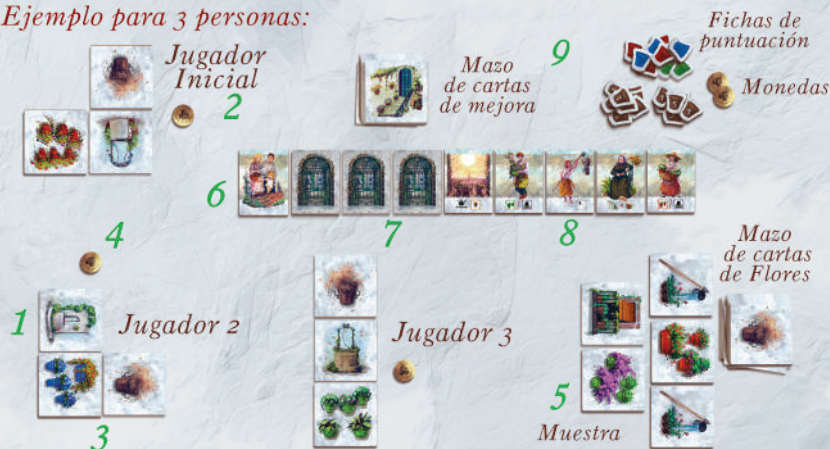 Ejemplo para 3 personas:
Jugador
Inicial
2
Mazo
de cartas
de mejora
9
Fichas de
puntuación
Monedas
6
7
8
4
1
Jugador 2
3
Jugador 3
5
Muestra
Mazo
de cartas
de Flores